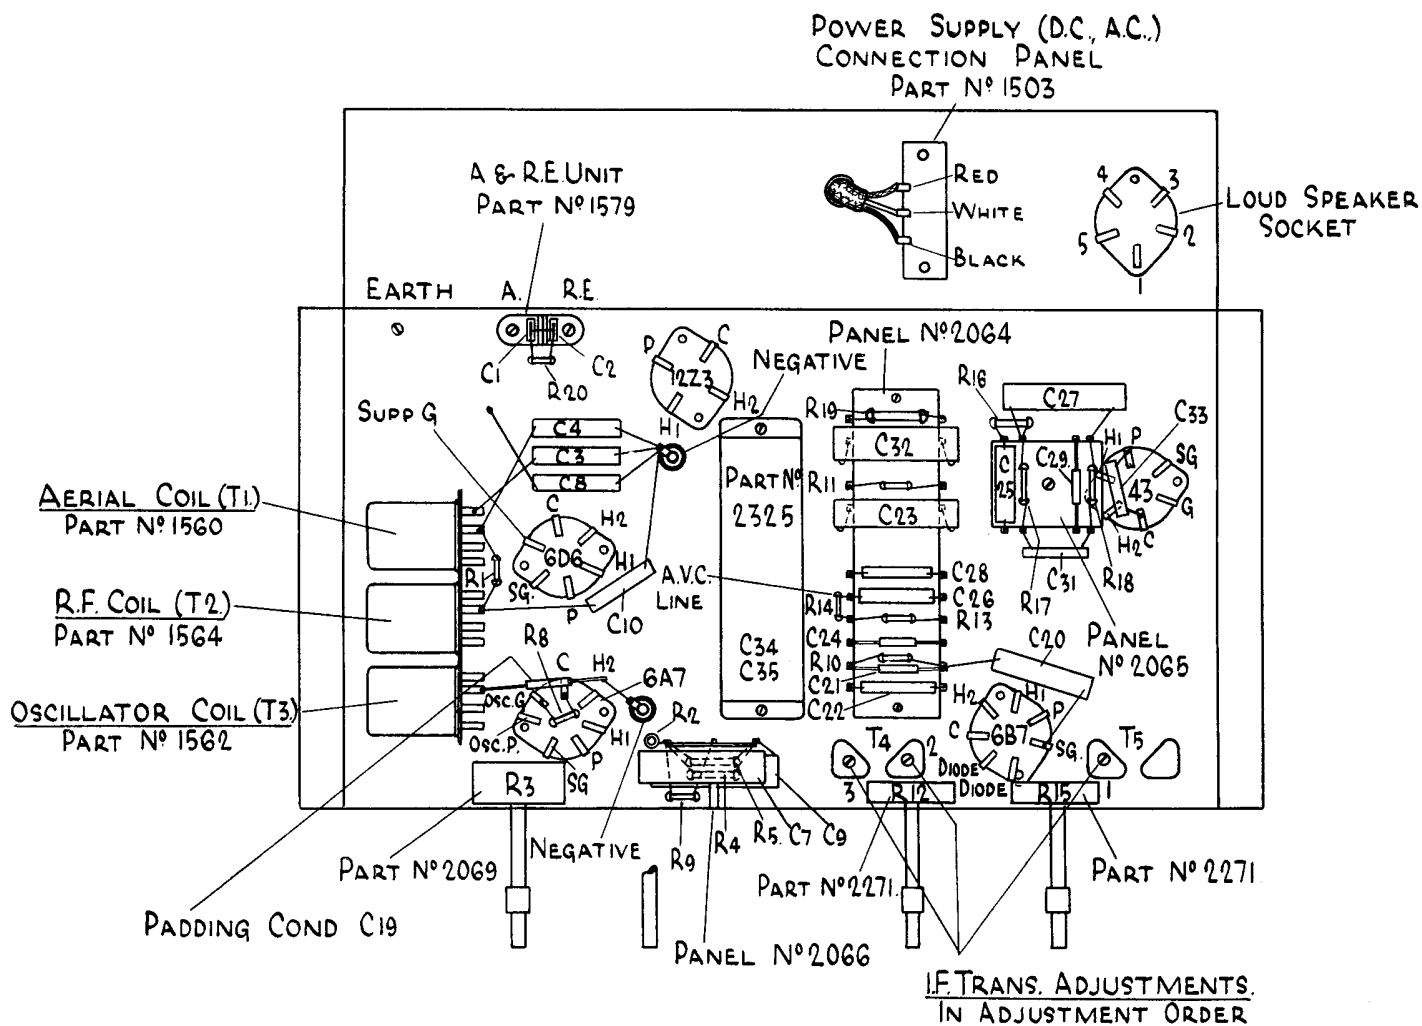 POWER SUPPLY (D.C., A.C.)
CONNECTION PANEL
PART Nº 1503
A & R.E. UNIT
PART Nº 1579
RED
WHITE
BLACK
4
3
5
2
LOUD SPEAKER
SOCKET
EARTH
A.
R.E.
C1
C2
R20
P
C
12Z3
H2
H1
NEGATIVE
PANEL Nº 2064
R19
C32
R11
C23
R16
C27
C33
H1
P
SG
C25
C29
43
G
H2
C
C31
R17
R18
SUPP G
C4
C3
C8
AERIAL COIL (T1.)
PART Nº 1560
C
H2
6D6
H1
SG.
P
R1
C10
PART Nº
2325
C34
C35
A.V.C.
LINE
R14
C28
C26
R13
C24
R10
C21
C22
C20
PANEL
Nº 2065
R.F. COIL (T2.)
PART Nº 1564
R8
C
H2
6A7
OSC.G.
OSC.P.
H1
P
SG
OSCILLATOR COIL (T3.)
PART Nº 1562
R2
H2
H1
P
C
6B7
SG.
DIODE
DIODE
T4
2
3
T5
1
R3
R12
R15
R9
R4
R5.
C7
C9
NEGATIVE
PART Nº 2069
PART Nº 2271.
PART Nº 2271
PADDING COND C19
PANEL Nº 2066
I.F. TRANS. ADJUSTMENTS.
IN ADJUSTMENT ORDER